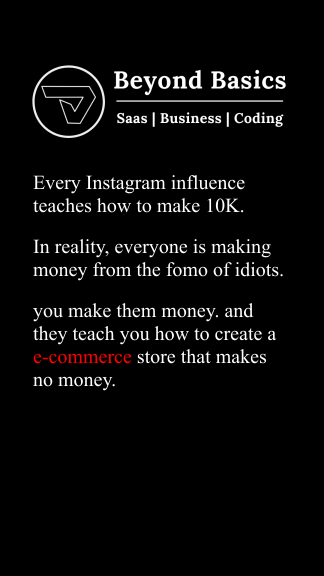 Beyond Basics
Saas | Business | Coding
Every Instagram influence
teaches how to make 10K.
In reality, everyone is making
money from the fomo of idiots.
you make them money. and
they teach you how to create a
e-commerce store that makes
no money.